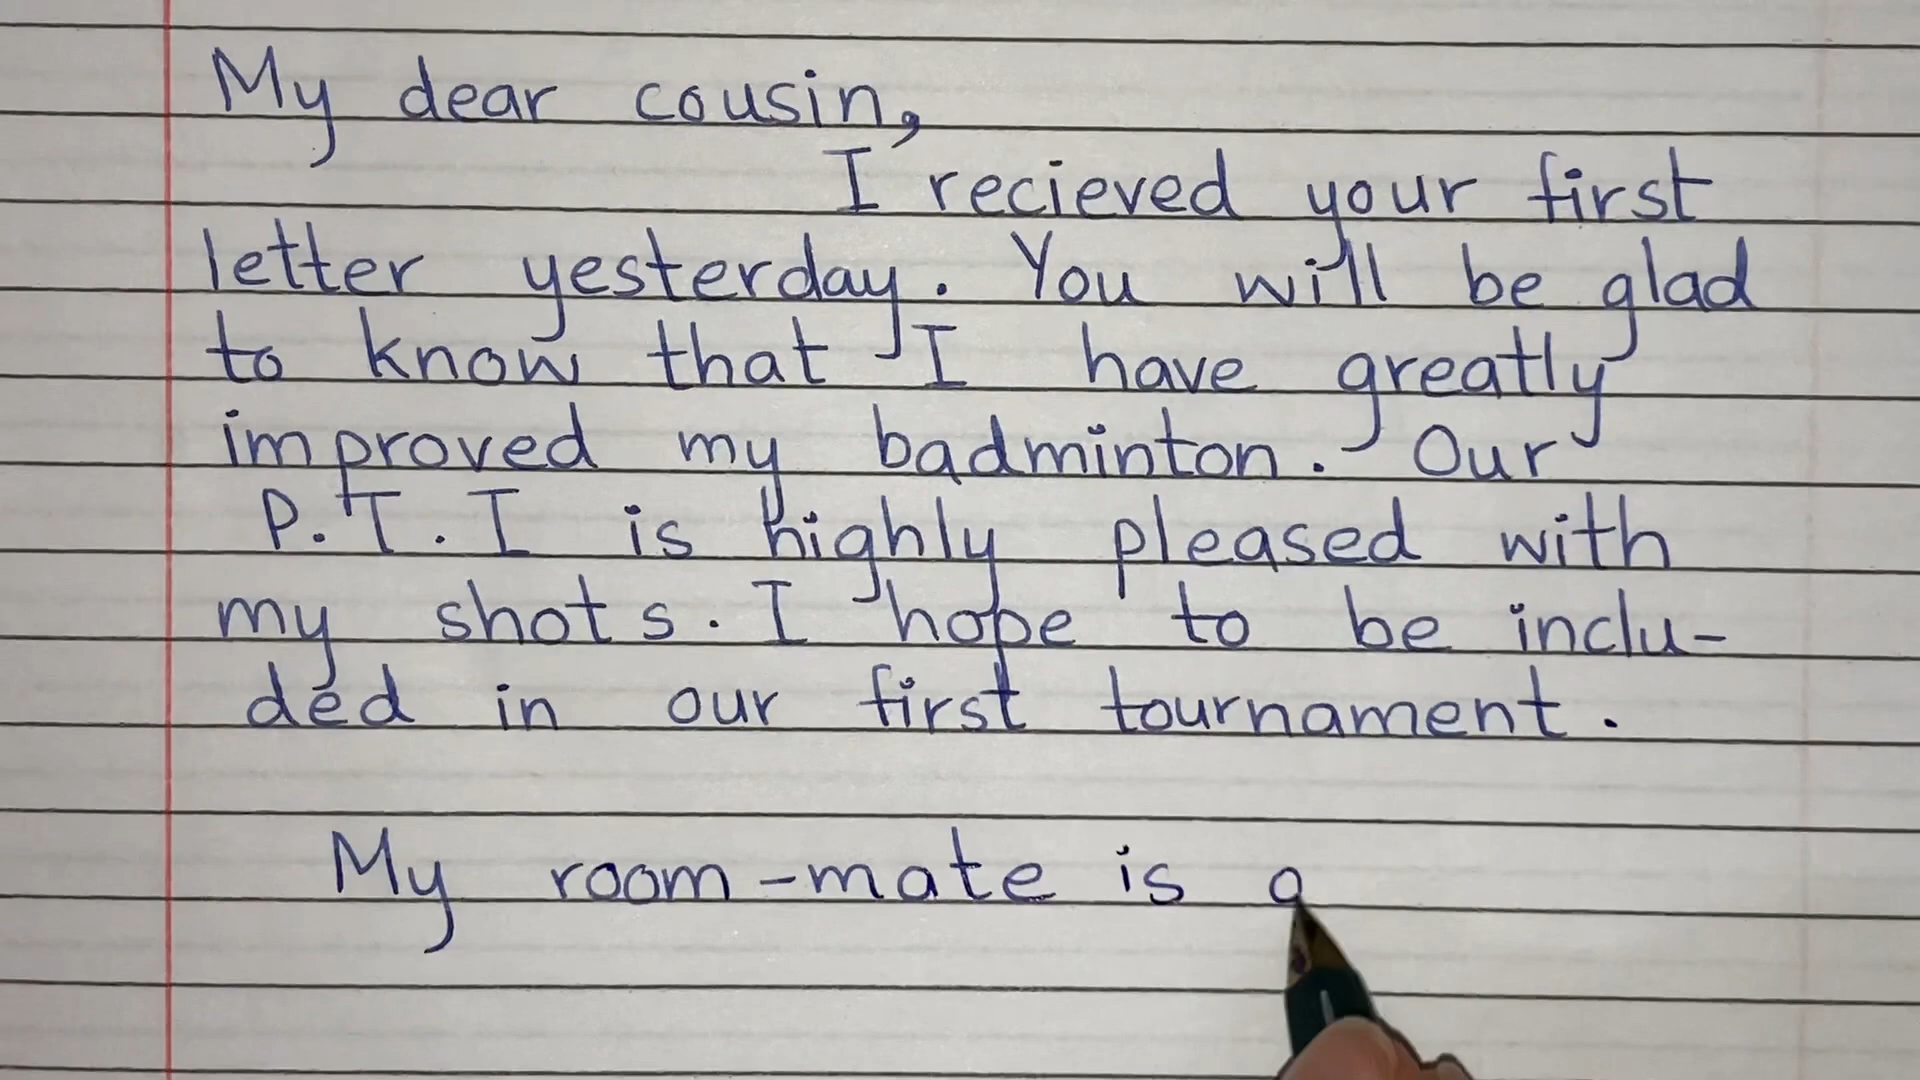 My dear cousin,
I recieved your first
letter yesterday. You will be glad
to know that I have greatly
improved my badminton. Our
P.T.I is highly pleased with
my shots. I hope to be inclu-
ded in our first tournament.
My room-mate is a